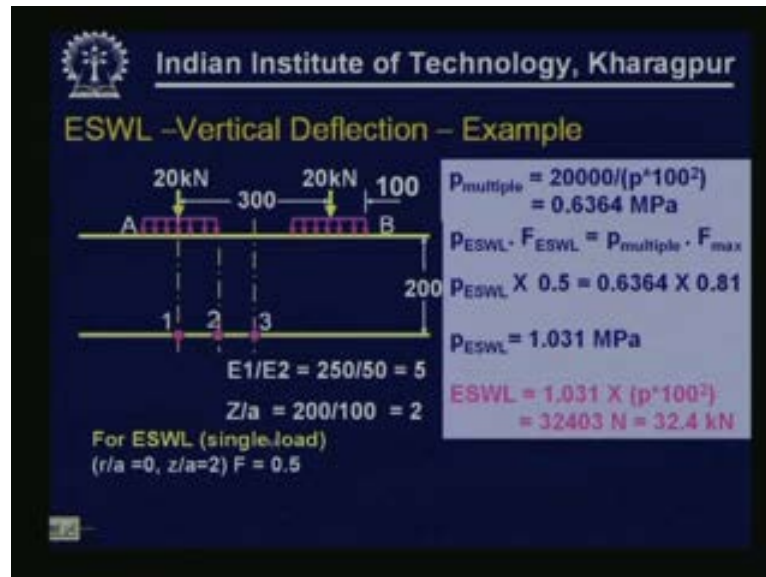 Indian Institute of Technology, Kharagpur
ESWL –Vertical Deflection – Example
20kN 20kN 100
300
A B
200
1 2 3
E1/E2 = 250/50 = 5
Z/a = 200/100 = 2
For ESWL (single load)
(r/a =0, z/a=2) F = 0.5
pmultiple = 20000/(p*100²)
= 0.6364 MPa
pESWL. FESWL = pmultiple . Fmax
pESWL X 0.5 = 0.6364 X 0.81
pESWL= 1.031 MPa
ESWL = 1.031 X (p*100²)
= 32403 N = 32.4 kN